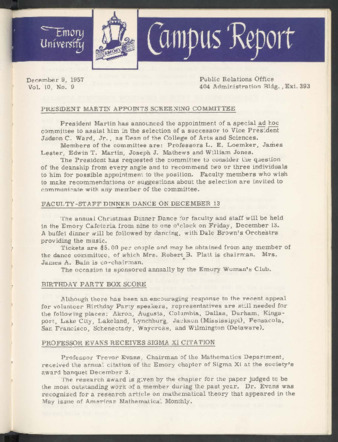 Emory
University
Campus Report
December 9, 1957
Vol. 10, No. 9
Public Relations Office
404 Administration Bldg., Ext. 393
PRESIDENT MARTIN APPOINTS SCREENING COMMITTEE
President Martin has announced the appointment of a special ad hoc
committee to assist him in the selection of a successor to Vice President
Judson C. Ward, Jr., as Dean of the College of Arts and Sciences.
Members of the committee are: Professors L. E. Loemker, James
Lester, Edwin T. Martin, Joseph J. Mathews and William Jones.
The President has requested the committee to consider the question
of the deanship from every angle and to recommend two or three individuals
to him for possible appointment to the position. Faculty members who wish
to make recommendations or suggestions about the selection are invited to
communicate with any member of the committee.
FACULTY-STAFF DINNER DANCE ON DECEMBER 13
The annual Christmas Dinner Dance for faculty and staff will be held
in the Emory Cafeteria from nine to one o'clock on Friday, December 13.
A buffet dinner will be followed by dancing, with Dale Brown's Orchestra
providing the music.
Tickets are $5.00 per couple and may be obtained from any member of
the dance committee, of which Mrs. Robert B. Platt is chairman. Mrs.
James A. Bain is co-chairman.
The occasion is sponsored annually by the Emory Woman's Club.
BIRTHDAY PARTY BOX SCORE
Although there has been an encouraging response to the recent appeal
for volunteer Birthday Party speakers, representatives are still needed for
the following places: Akron, Augusta, Columbia, Dallas, Durham, Kings-
port, Lake City, Lakeland, Lynchburg, Jackson (Mississippi), Pensacola,
San Francisco, Schenectady, Waycross, and Wilmington (Delaware).
PROFESSOR EVANS RECEIVES SIGMA XI CITATION
Professor Trevor Evans, Chairman of the Mathematics Department,
received the annual citation of the Emory chapter of Sigma Xi at the society's
award banquet December 3.
The research award is given by the chapter for the paper judged to be
the most outstanding work of a member during the past year. Dr. Evans was
recognized for a research article on mathematical theory that appeared in the
May issue of American Mathematical Monthly.